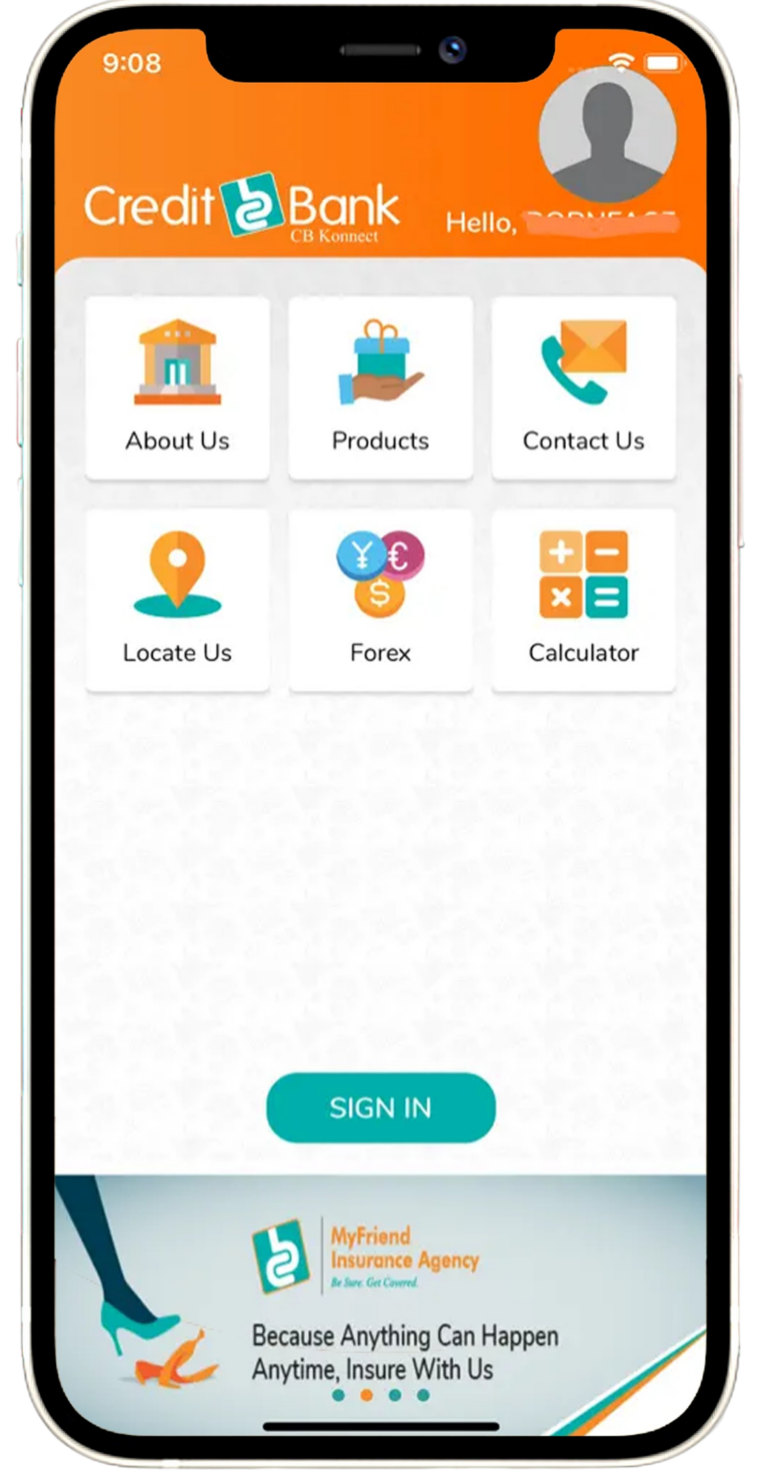 9:08
Credit Bank
CB Konnect
Hello,
About Us
Products
Contact Us
Locate Us
Forex
Calculator
SIGN IN
MyFriend
Insurance Agency
Be Sure. Get Covered.
Because Anything Can Happen
Anytime, Insure With Us